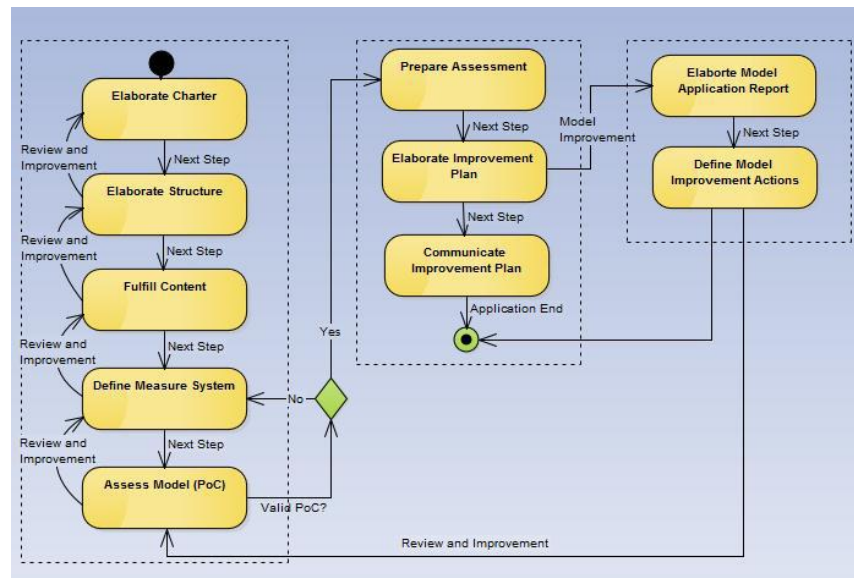 Elaborate Charter
Review and
Improvement
Next Step
Elaborate Structure
Review and
Improvement
Next Step
Fulfill Content
Review and
Improvement
Next Step
Define Measure System
Review and
Improvement
Next Step
Assess Model (PoC)
Valid PoC?
No
Yes
Prepare Assessment
Next Step
Elaborate Improvement
Plan
Next Step
Communicate
Improvement Plan
Application End
Model
Improvement
Elaborte Model
Application Report
Next Step
Define Model
Improvement Actions
Review and Improvement